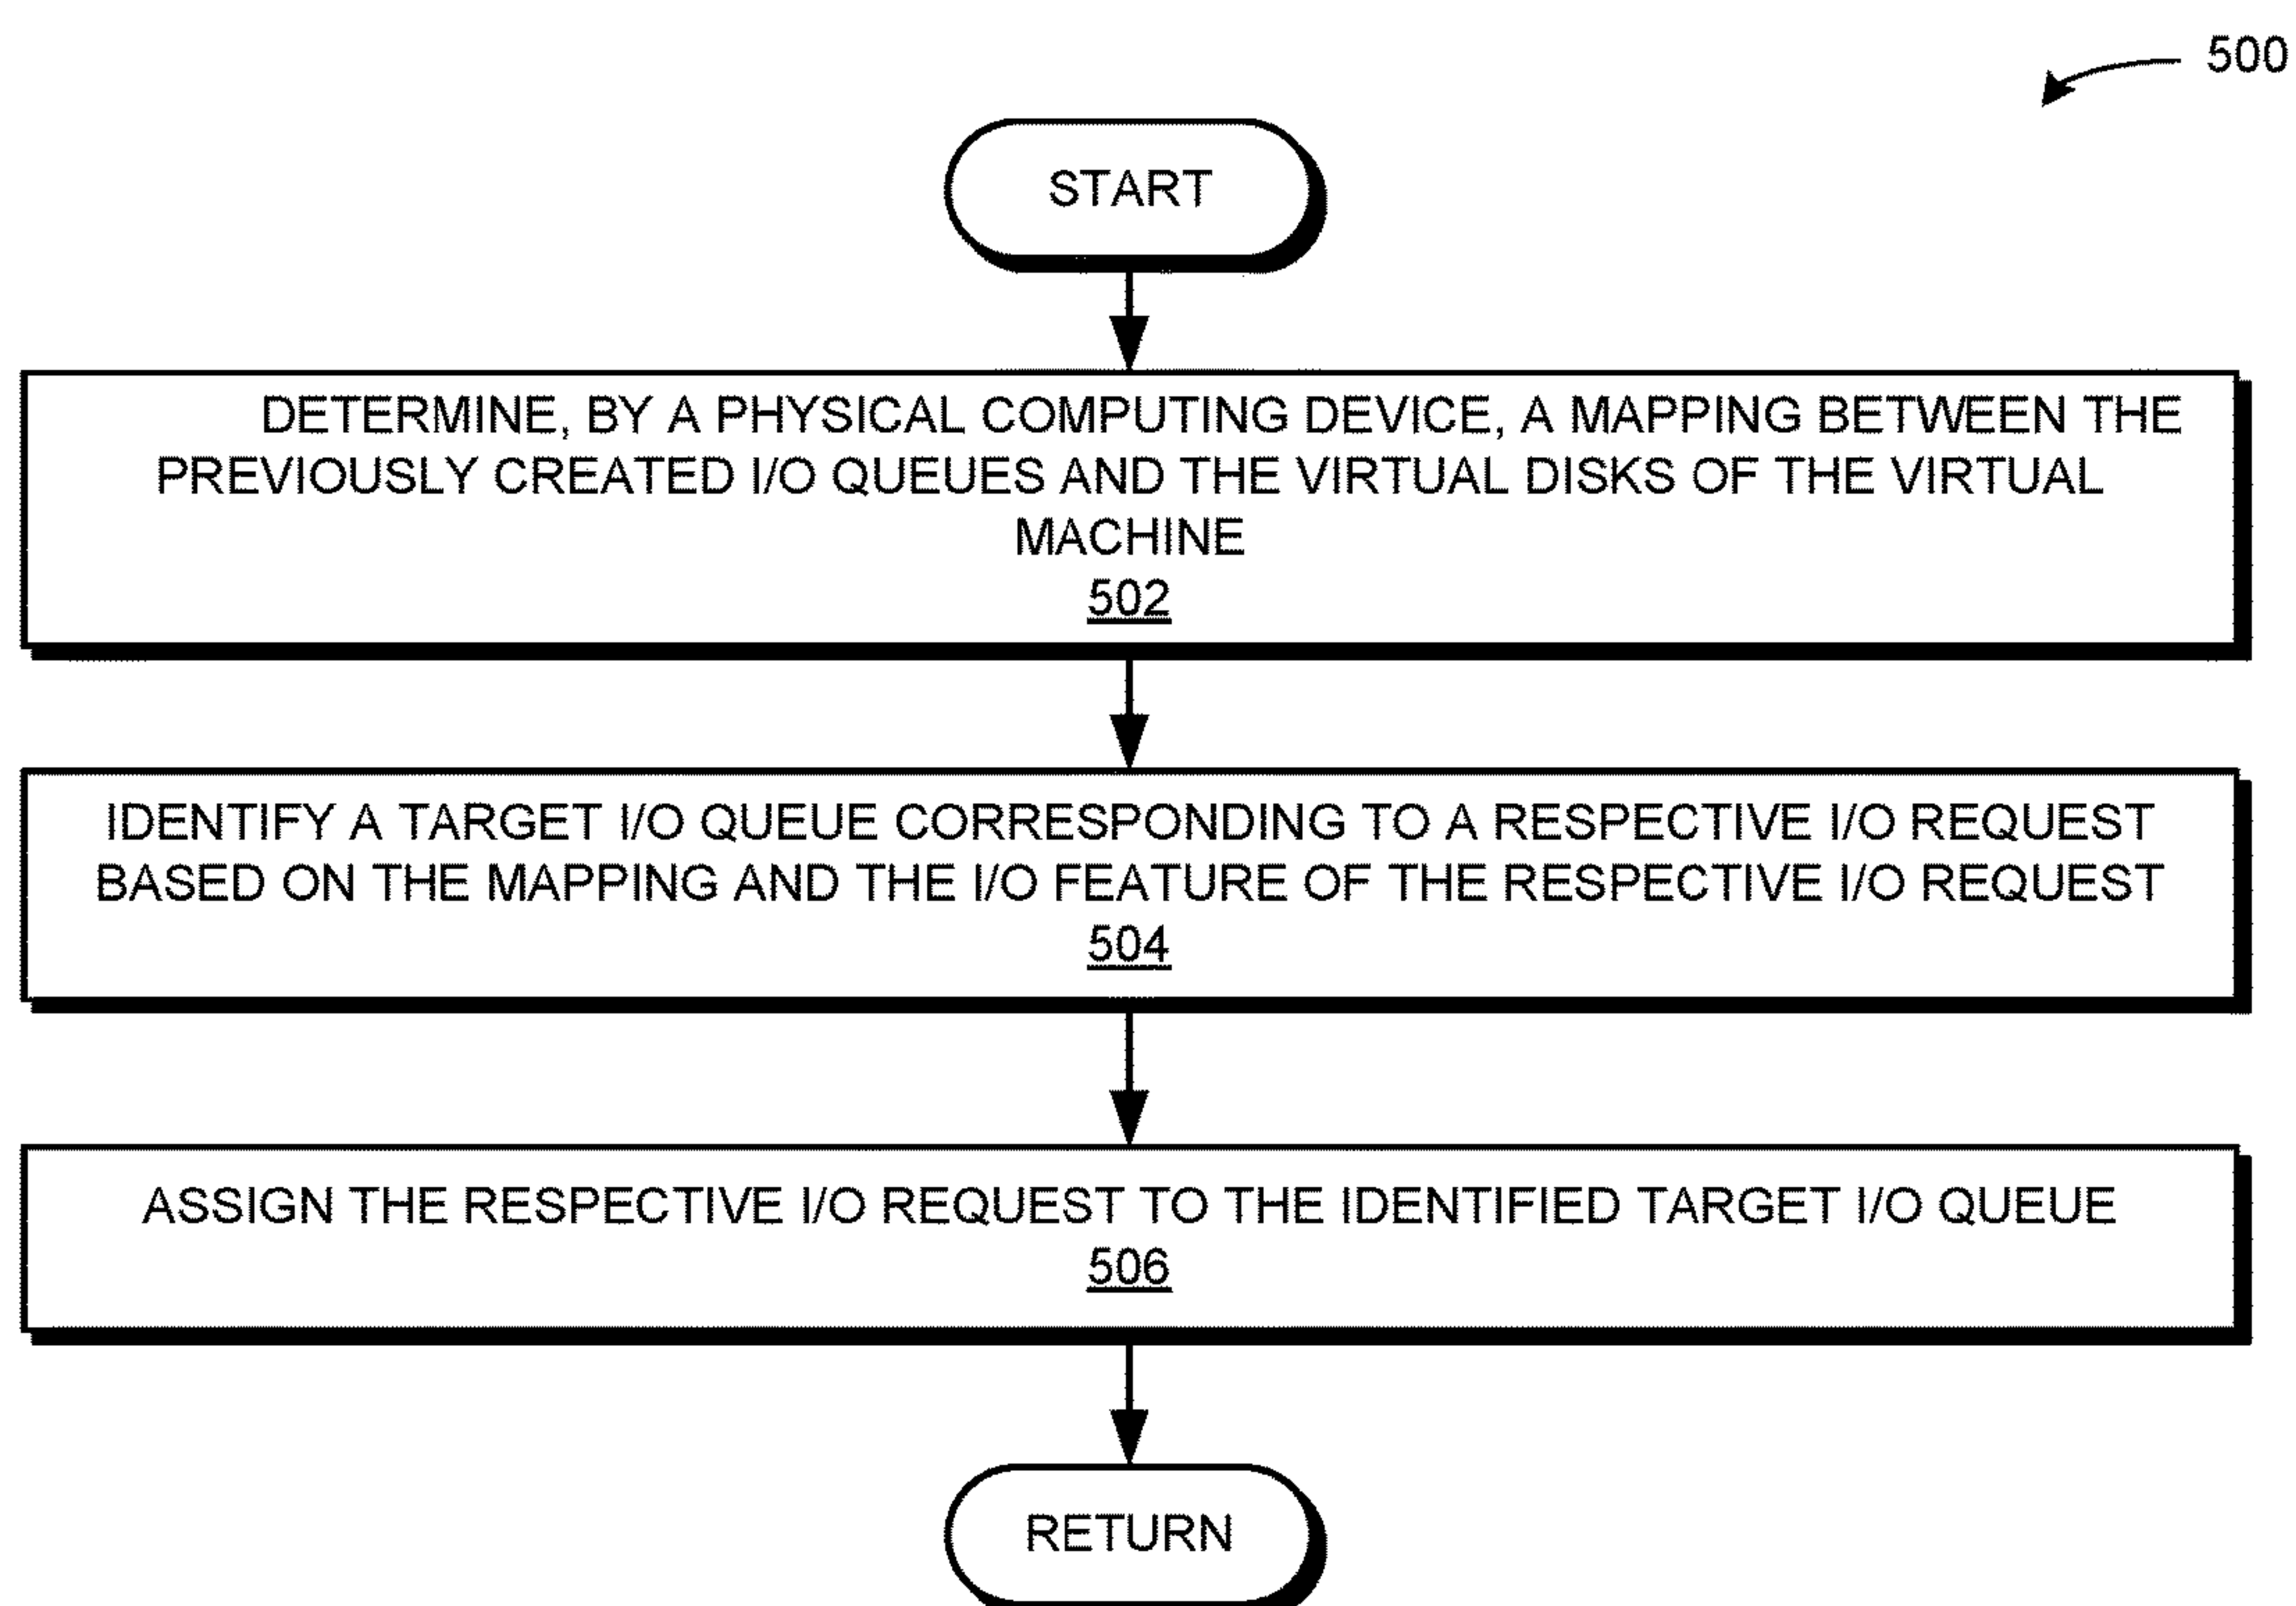 500
START
DETERMINE, BY A PHYSICAL COMPUTING DEVICE, A MAPPING BETWEEN THE
PREVIOUSLY CREATED I/O QUEUES AND THE VIRTUAL DISKS OF THE VIRTUAL
MACHINE
502
IDENTIFY A TARGET I/O QUEUE CORRESPONDING TO A RESPECTIVE I/O REQUEST
BASED ON THE MAPPING AND THE I/O FEATURE OF THE RESPECTIVE I/O REQUEST
504
ASSIGN THE RESPECTIVE I/O REQUEST TO THE IDENTIFIED TARGET I/O QUEUE
506
RETURN